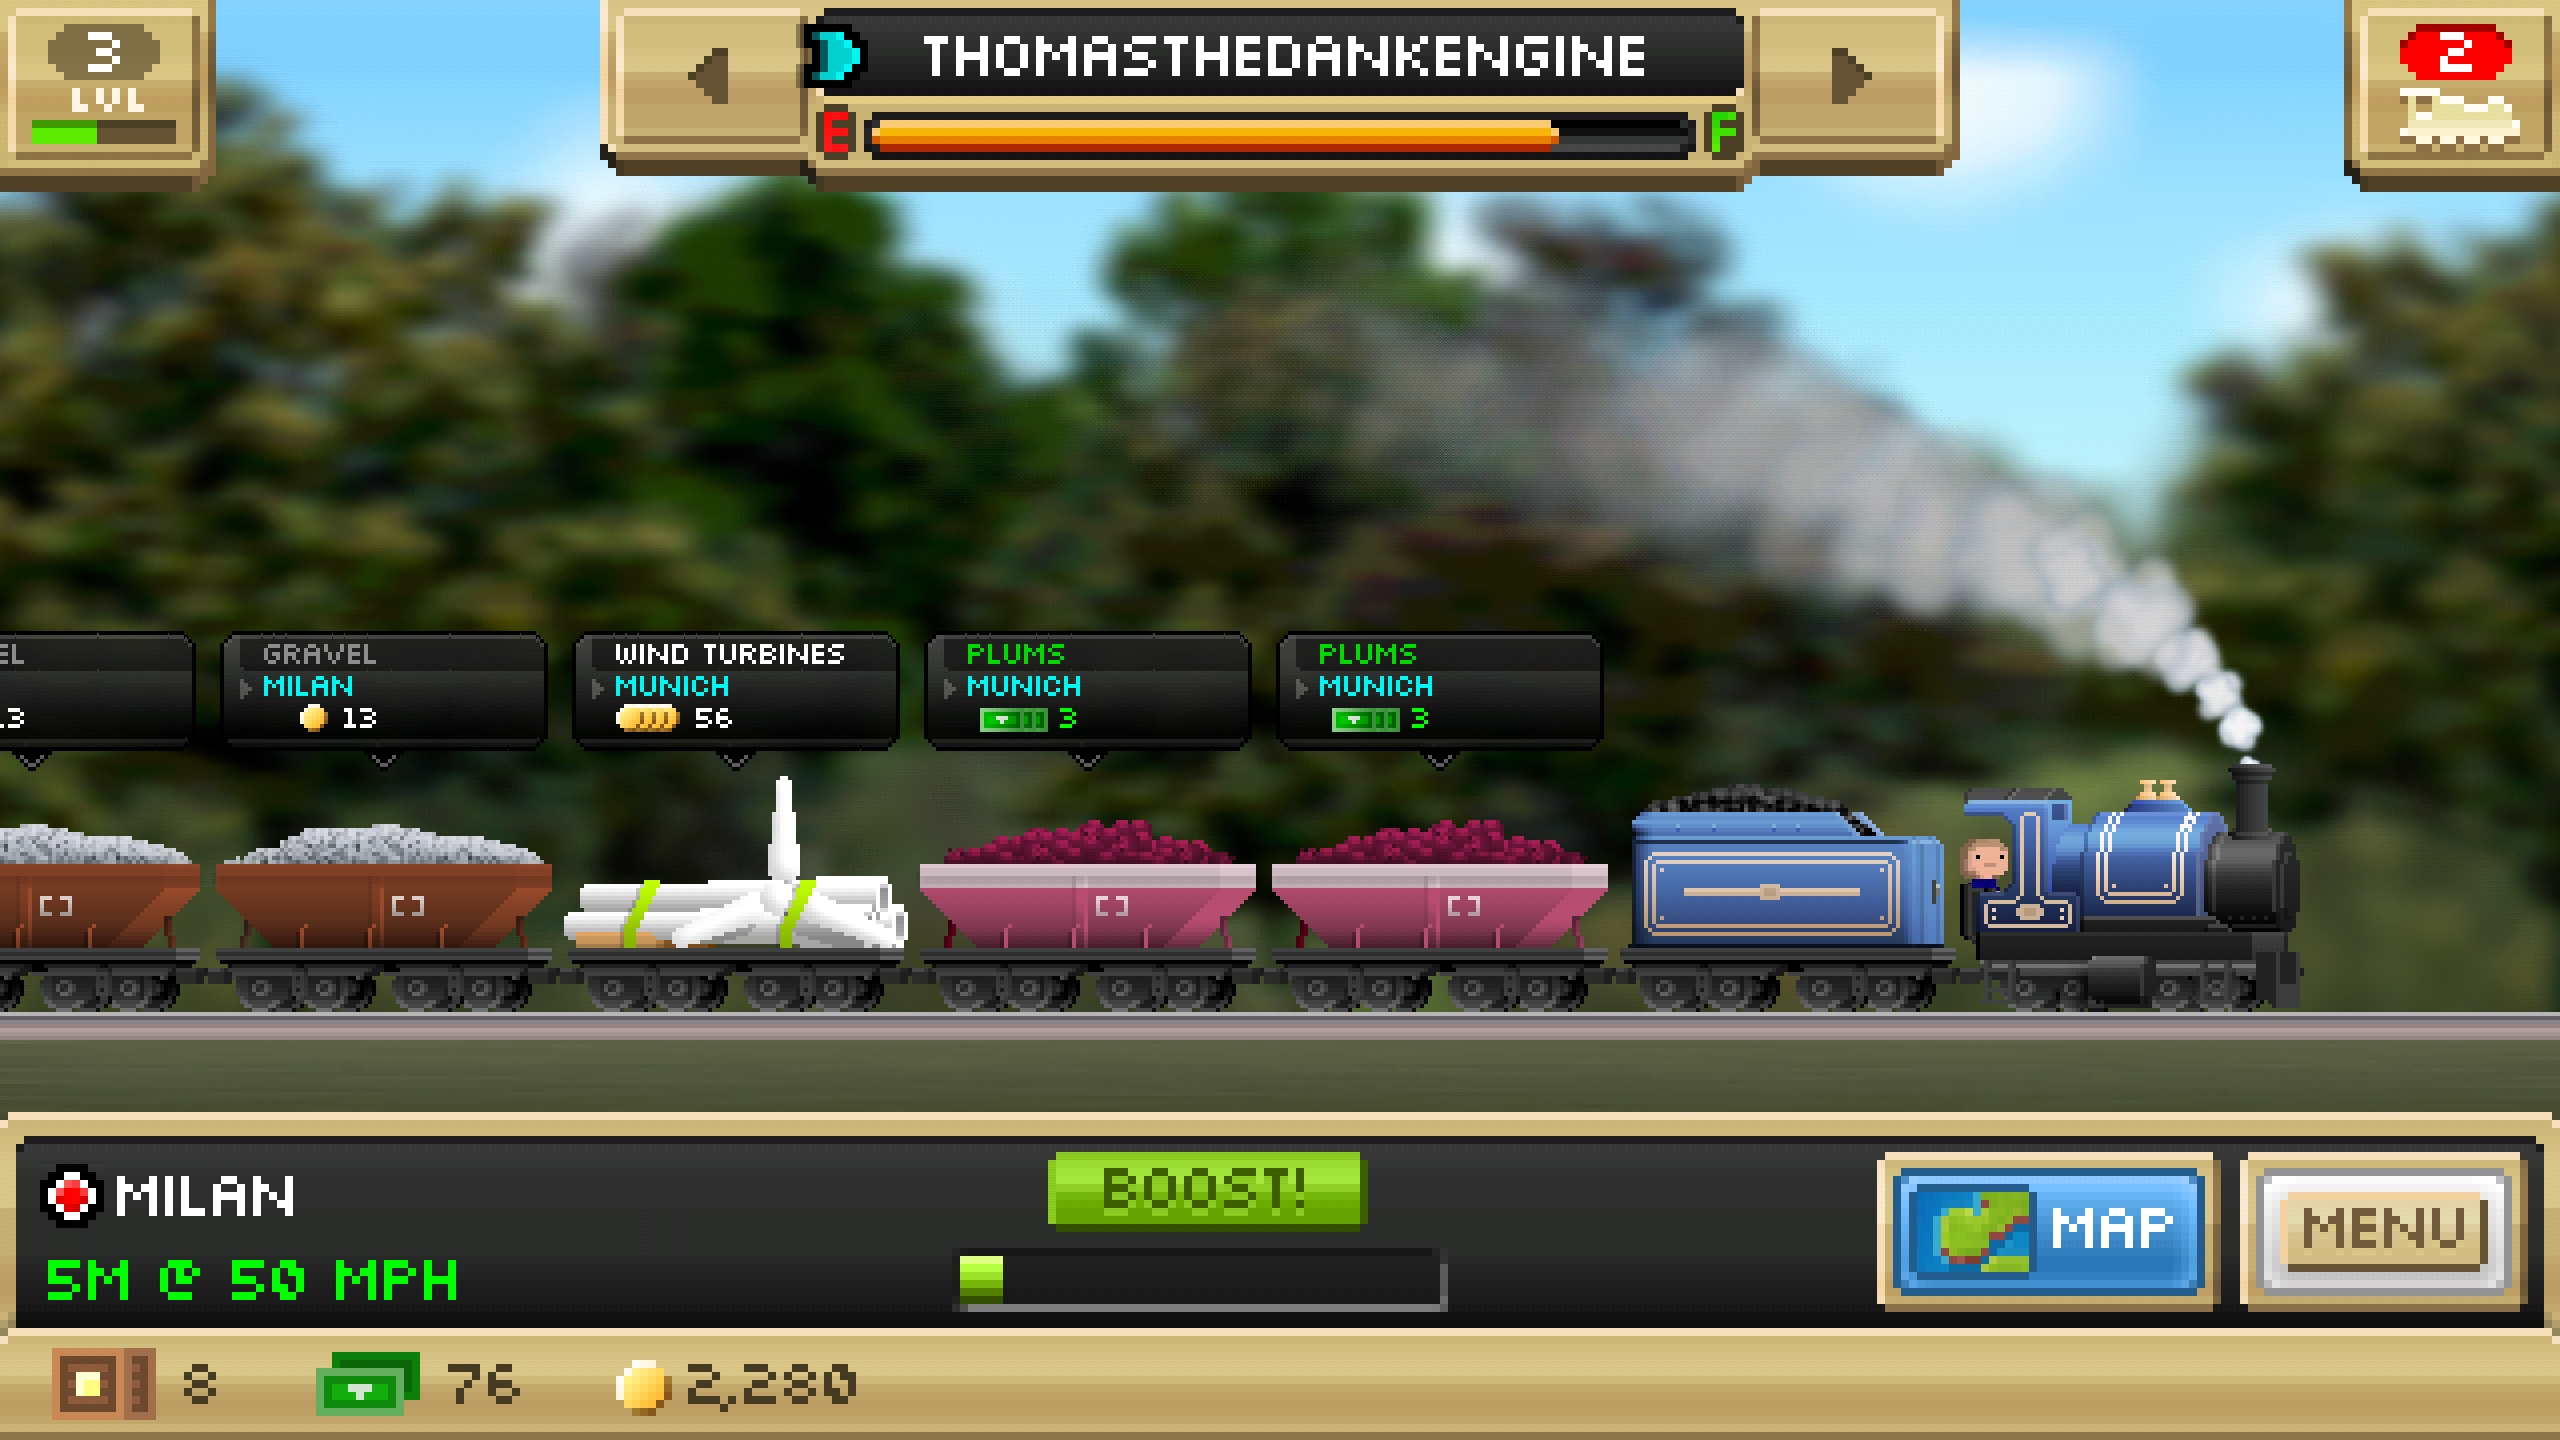 3
LVL
THOMASTHEDANKENGINE
E
F
2
GRAVEL
MILAN
13
WIND TURBINES
MUNICH
56
PLUMS
MUNICH
3
PLUMS
MUNICH
3
MILAN
5M @ 50 MPH
BOOST!
MAP
MENU
8
76
2,280